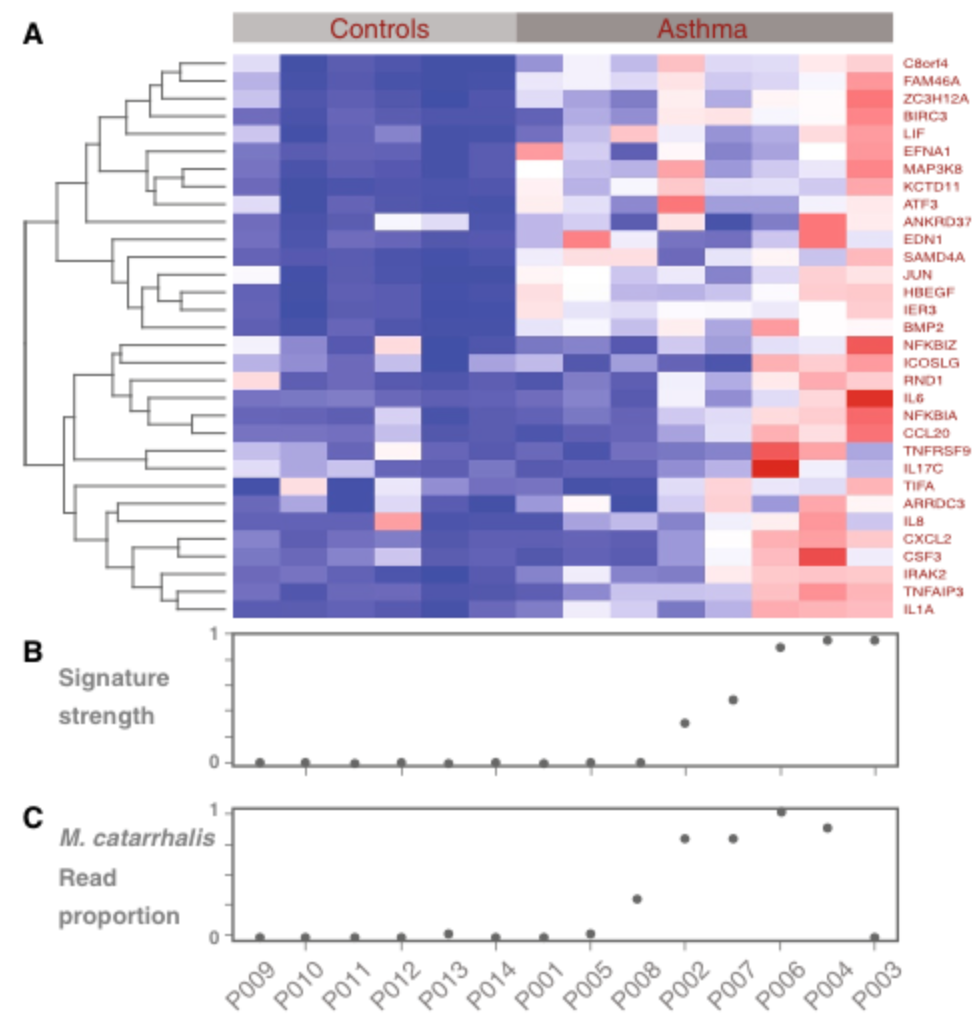 A
Controls Asthma
C8orf4
FAM46A
ZC3H12A
BIRC3
LIF
EFNA1
MAP3K8
KCTD11
ATF3
ANKRD37
EDN1
SAMD4A
JUN
HBEGF
IER3
BMP2
NFKBIZ
ICOSLG
RND1
IL6
NFKBIA
CCL20
TNFRSF9
IL17C
TIFA
ARRDC3
IL8
CXCL2
CSF3
IRAK2
TNFAIP3
IL1A
B
Signature
strength
1
0
C
M. catarrhalis
Read
proportion
1
0
P009 P010 P011 P012 P013 P014 P001 P005 P008 P002 P007 P006 P004 P003